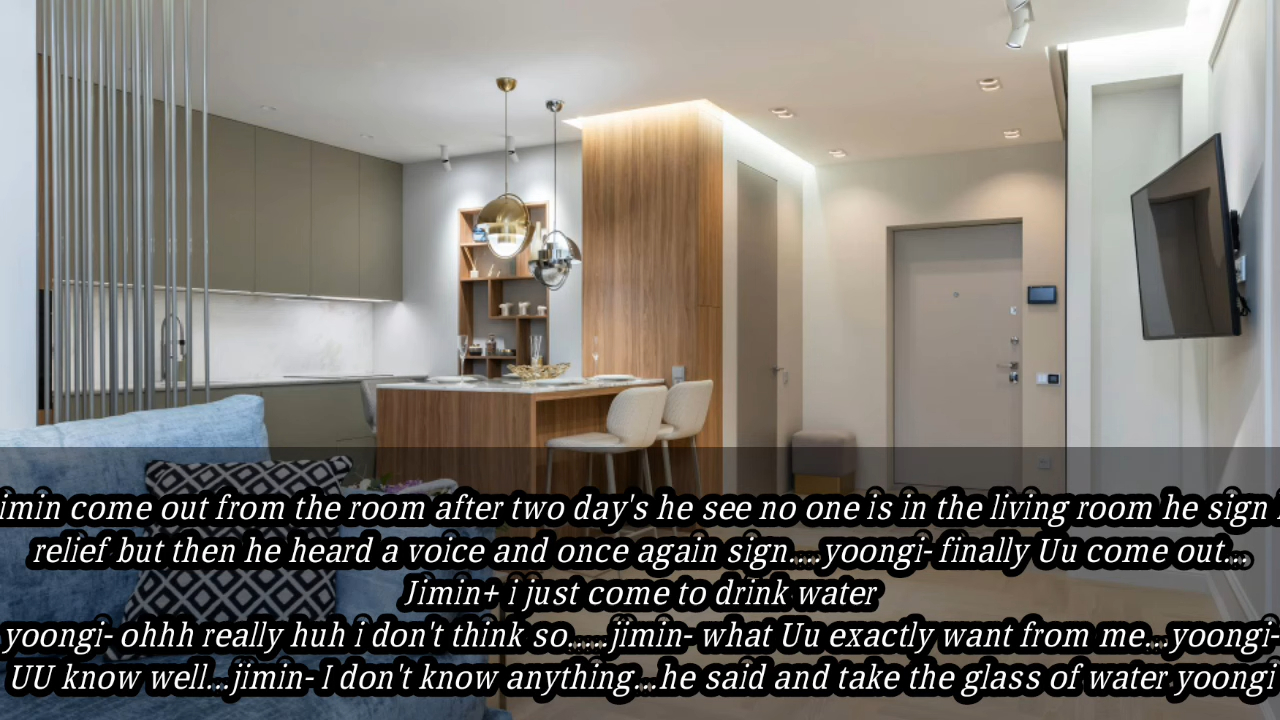 imin come out from the room after two day's he see no one is in the living room he sign
relief but then he heard a voice and once again sign....yoongi- finally Uu come out...
Jimin+ i just come to drink water
yoongi- ohhh really huh i don't think so......jimin- what Uu exactly want from me...yoongi-
UU know well...jimin- I don't know anything...he said and take the glass of water yoongi